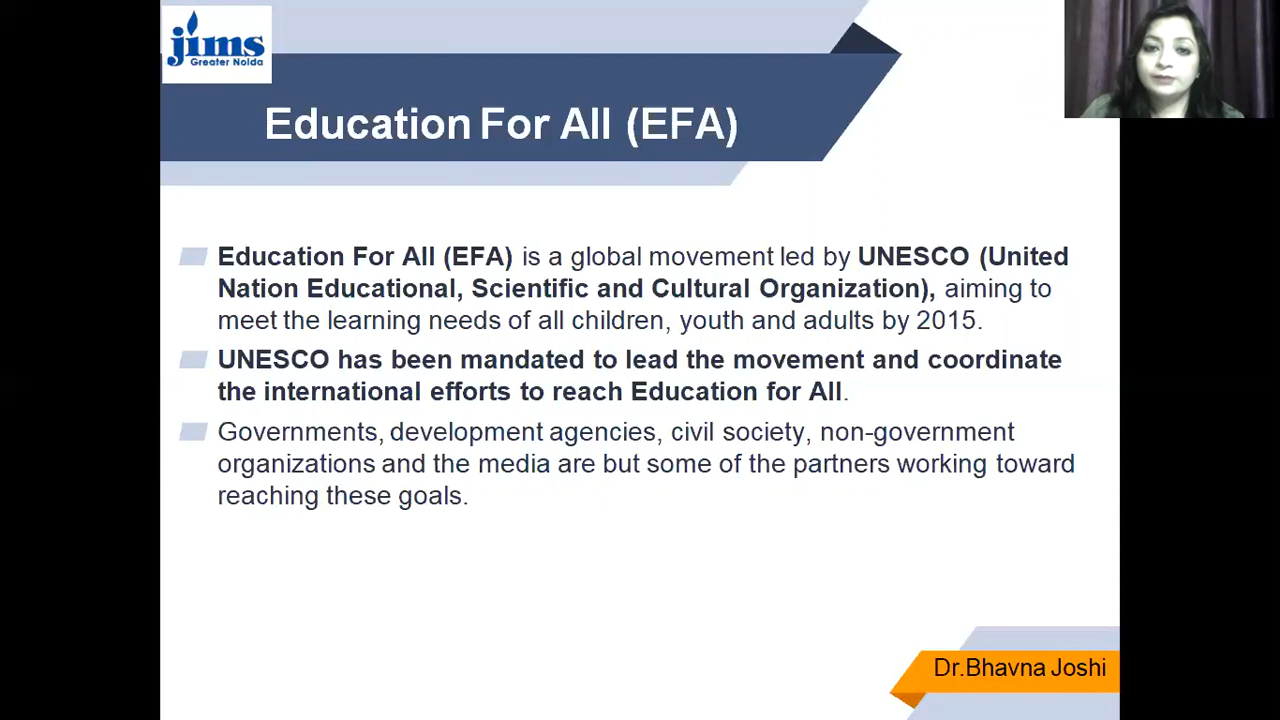 jims
Greater Noida
Education For All (EFA)
Education For All (EFA) is a global movement led by UNESCO (United
Nation Educational, Scientific and Cultural Organization), aiming to
meet the learning needs of all children, youth and adults by 2015.
UNESCO has been mandated to lead the movement and coordinate
the international efforts to reach Education for All.
Governments, development agencies, civil society, non-government
organizations and the media are but some of the partners working toward
reaching these goals.
Dr.Bhavna Joshi